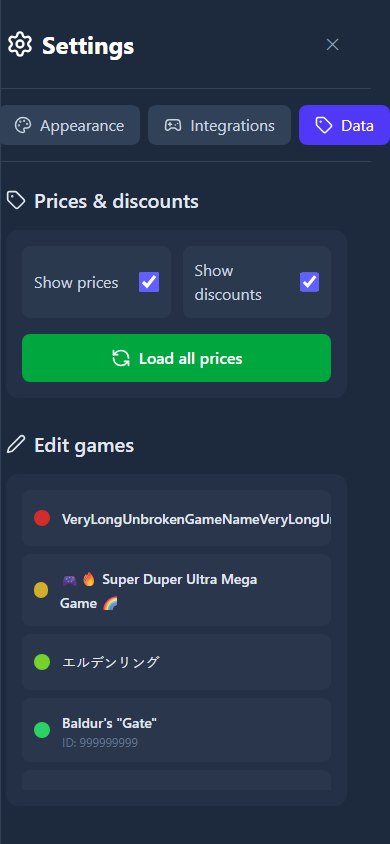 Settings
Appearance
Integrations
Data
Prices & discounts
Show prices
Show
discounts
Load all prices
Edit games
VeryLongUnbrokenGameNameVeryLongU
🎮 🔥 Super Duper Ultra Mega
Game 🌈
エルデンリング
Baldur's "Gate"
ID: 999999999